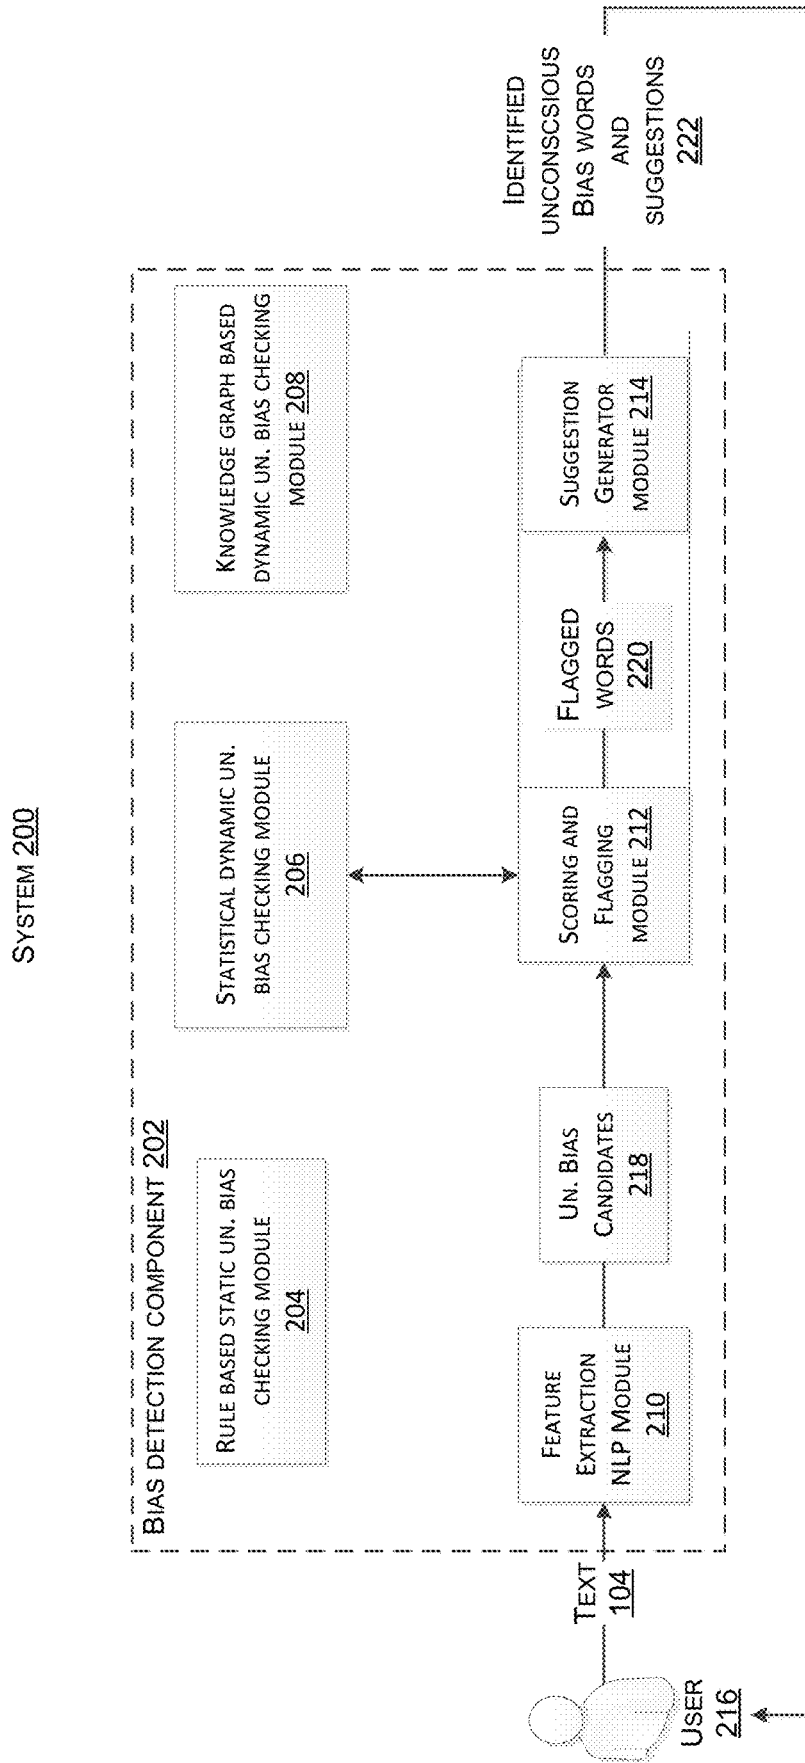 SYSTEM 200
BIAS DETECTION COMPONENT 202
RULE BASED STATIC UN. BIAS
CHECKING MODULE
204
STATISTICAL DYNAMIC UN.
BIAS CHECKING MODULE
206
KNOWLEDGE GRAPH BASED
DYNAMIC UN. BIAS CHECKING
MODULE 208
USER
216
TEXT
104
FEATURE
EXTRACTION
NLP MODULE
210
UN. BIAS
CANDIDATES
218
SCORING AND
FLAGGING
MODULE 212
FLAGGED
WORDS
220
SUGGESTION
GENERATOR
MODULE 214
IDENTIFIED
UNCONSCSIOUS
BIAS WORDS
AND
SUGGESTIONS
222